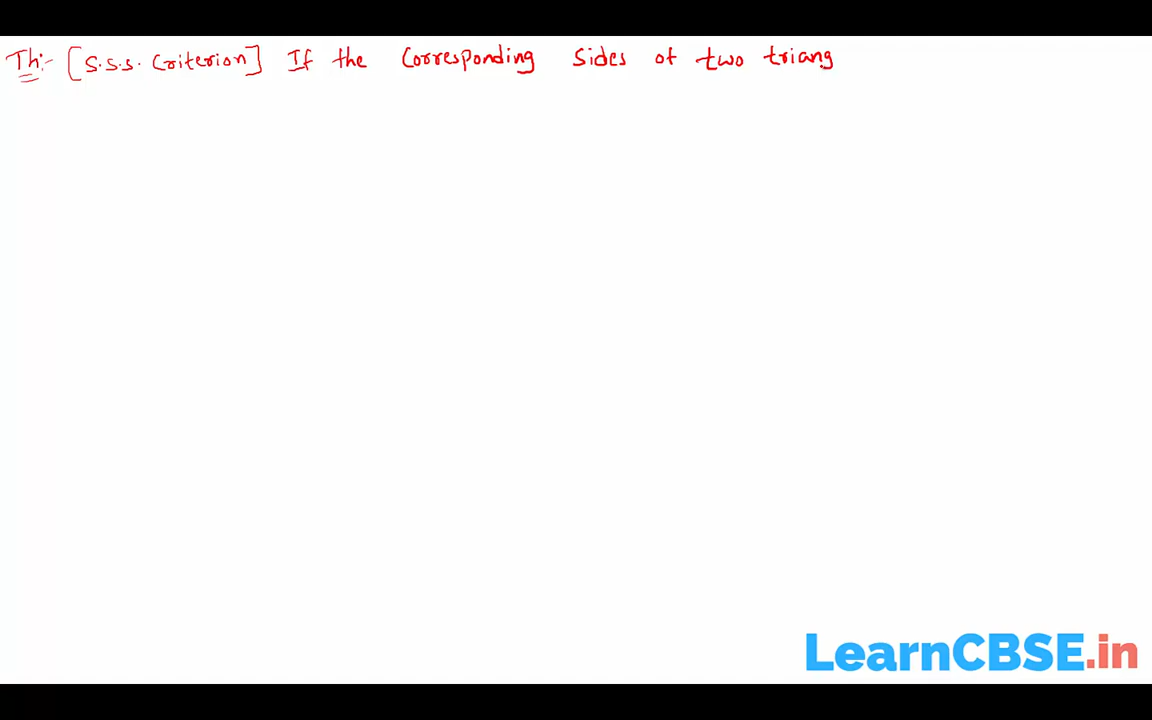 Th:- [S.S.S. Criterion] If the Corresponding Sides of two triang
LearnCBSE.in